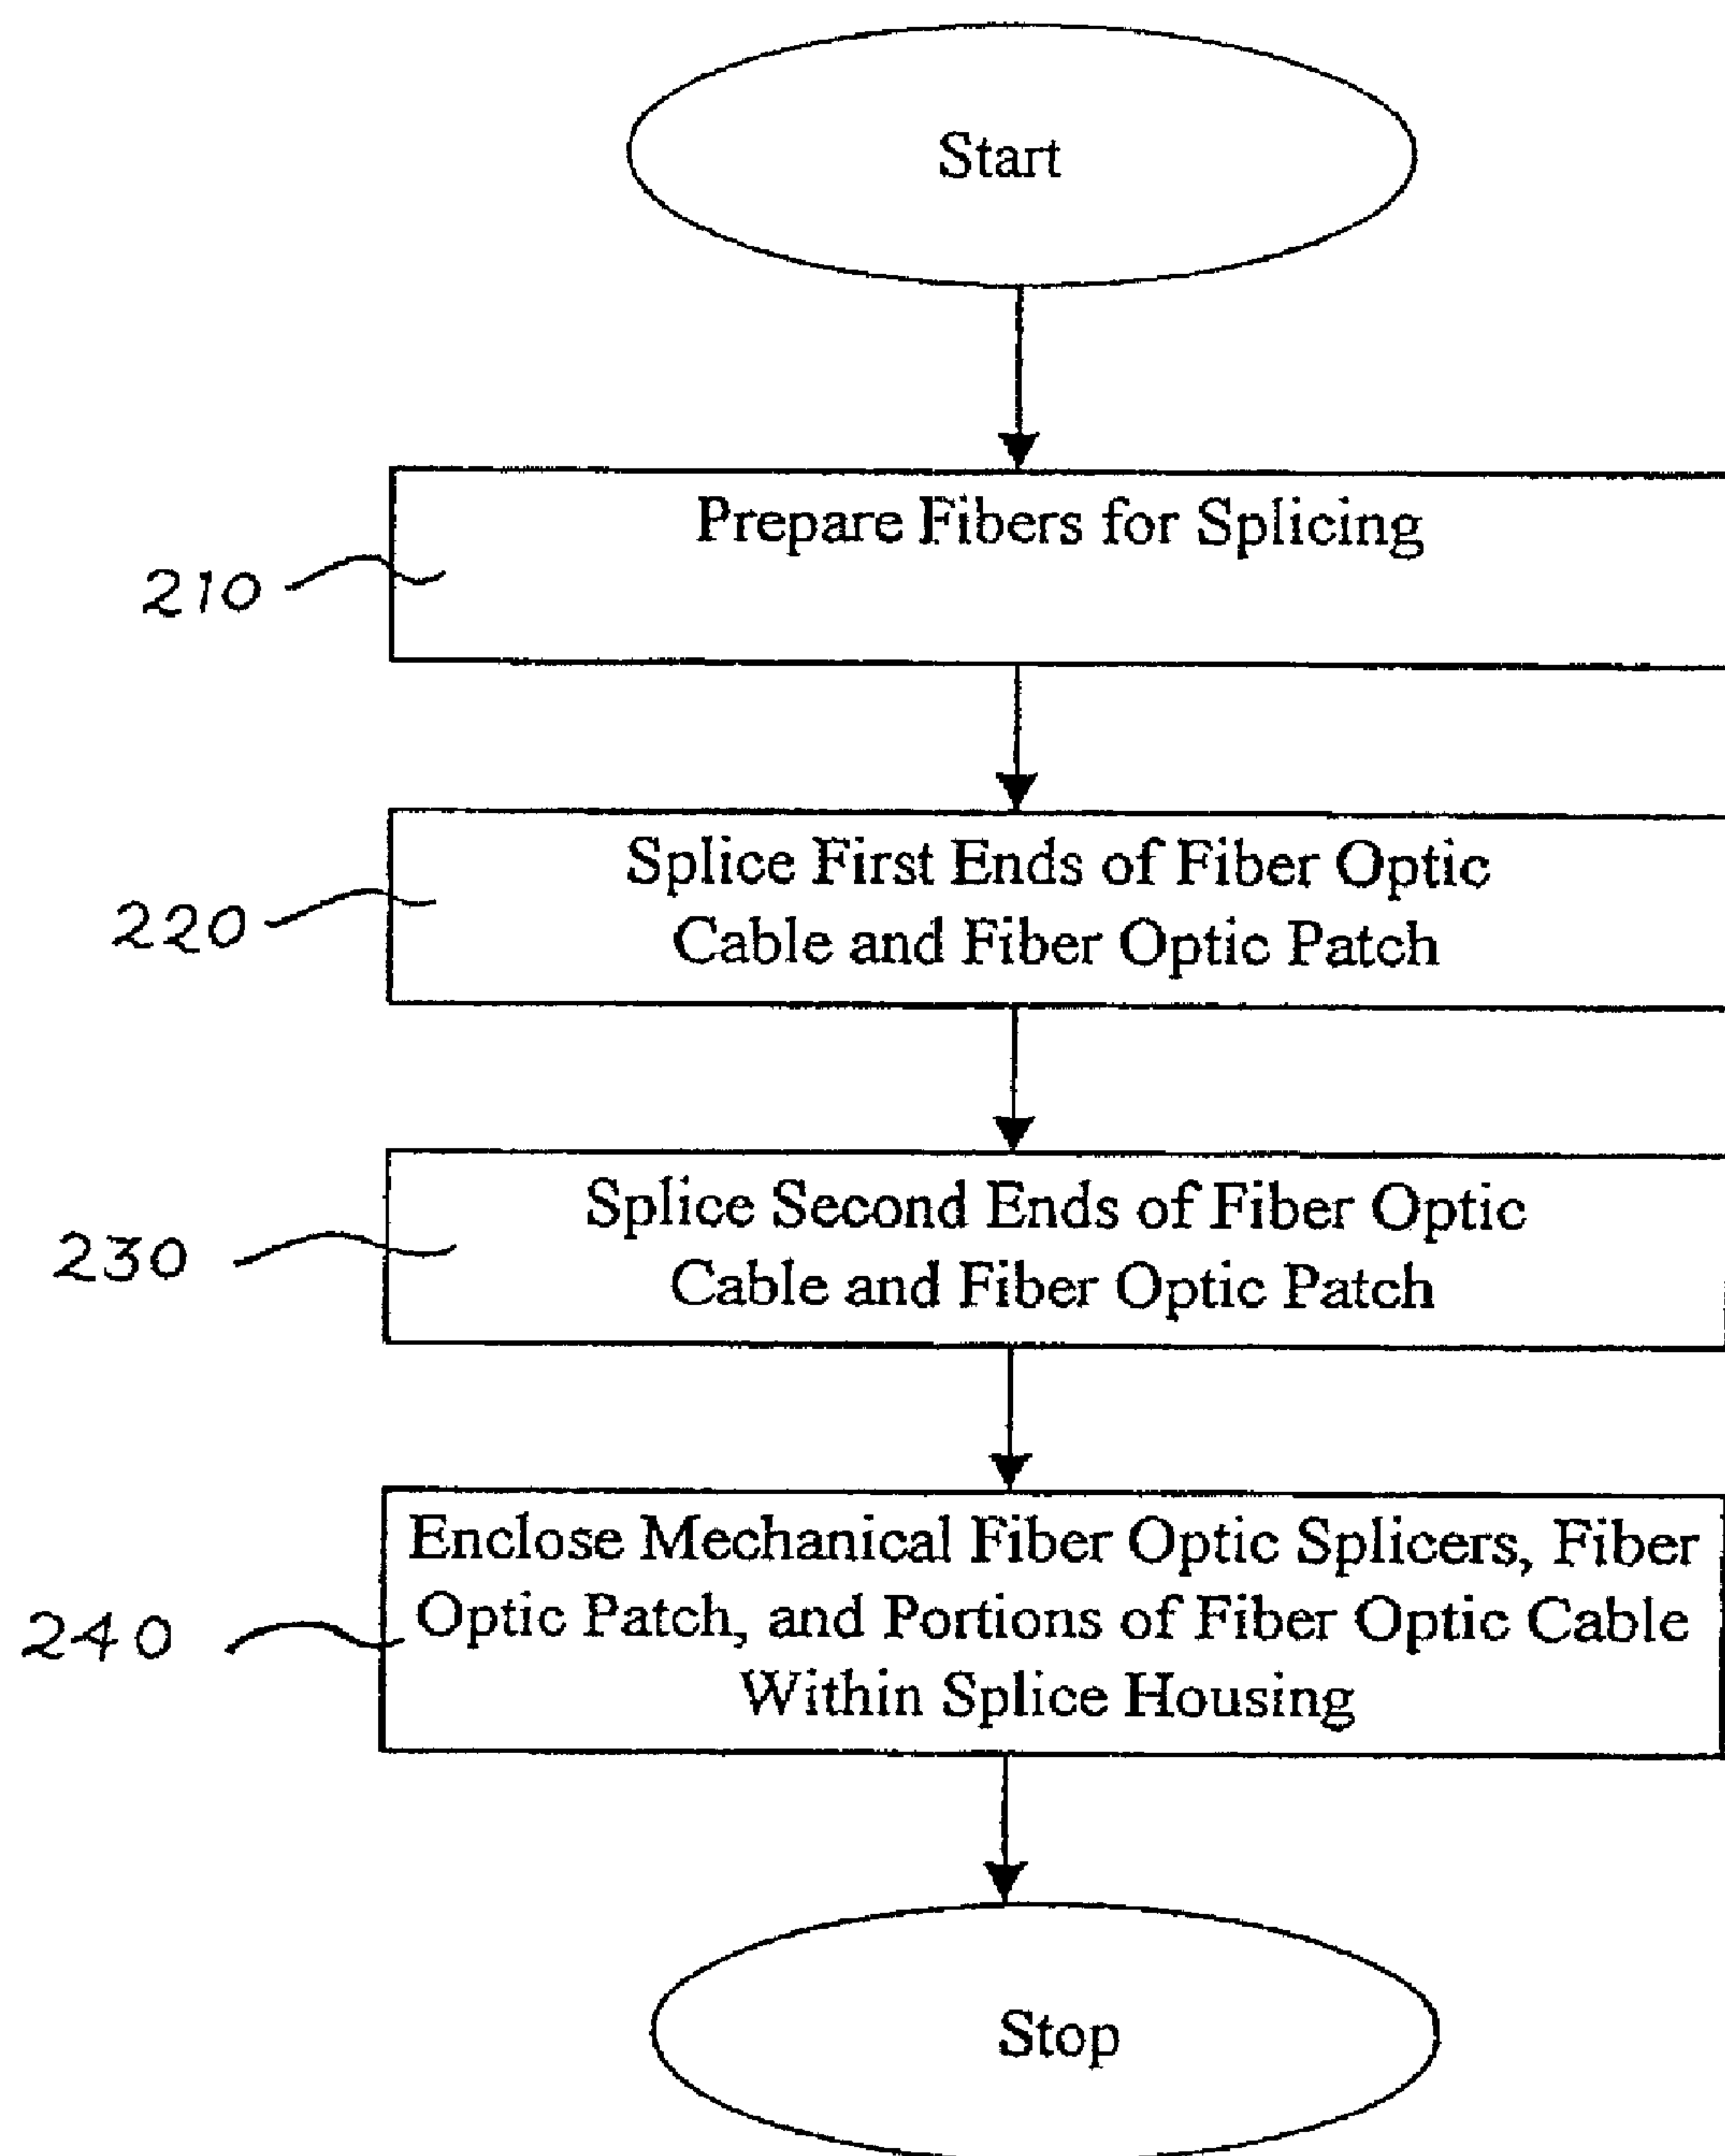 Start
Prepare Fibers for Splicing
210
Splice First Ends of Fiber Optic
Cable and Fiber Optic Patch
220
Splice Second Ends of Fiber Optic
Cable and Fiber Optic Patch
230
Enclose Mechanical Fiber Optic Splicers, Fiber
Optic Patch, and Portions of Fiber Optic Cable
Within Splice Housing
240
Stop